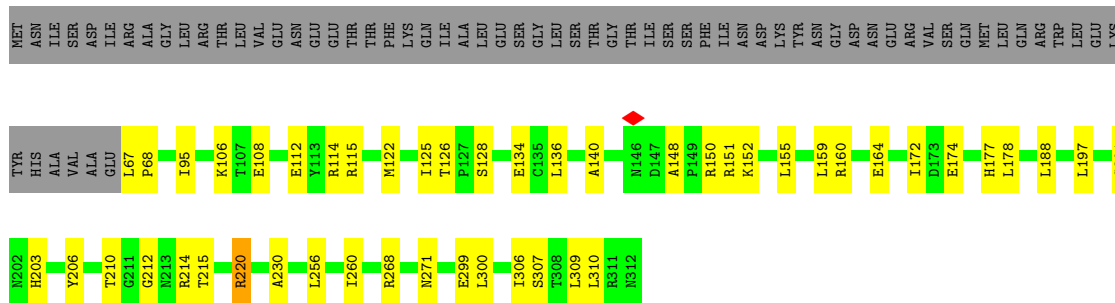 MET ASN ILE SER ASP ILE ARG ALA GLY LEU ARG THR LEU VAL GLU ASN GLU GLU THR THR PHE LYS GLN ILE ALA LEU GLU SER GLY LEU SER THR GLY THR ILE SER SER PHE ILE ASN ASP LYS TYR ASN GLY ASP ASN GLU ARG VAL SER GLN MET LEU GLN ARG TRP LEU GLU LYS
TYR HIS ALA VAL ALA GLU L67 P68 I95 K106 T107 E108 E112 Y113 R114 R115 M122 I125 T126 P127 S128 E134 C135 L136 A140 N146 D147 A148 P149 R150 R151 K152 L155 L159 R160 E164 I172 D173 E174 H177 L178 L188 L197
N202 H203 Y206 T210 G211 G212 N213 R214 T215 R220 A230 L256 I260 R268 N271 E299 L300 I306 S307 T308 L309 L310 R311 N312